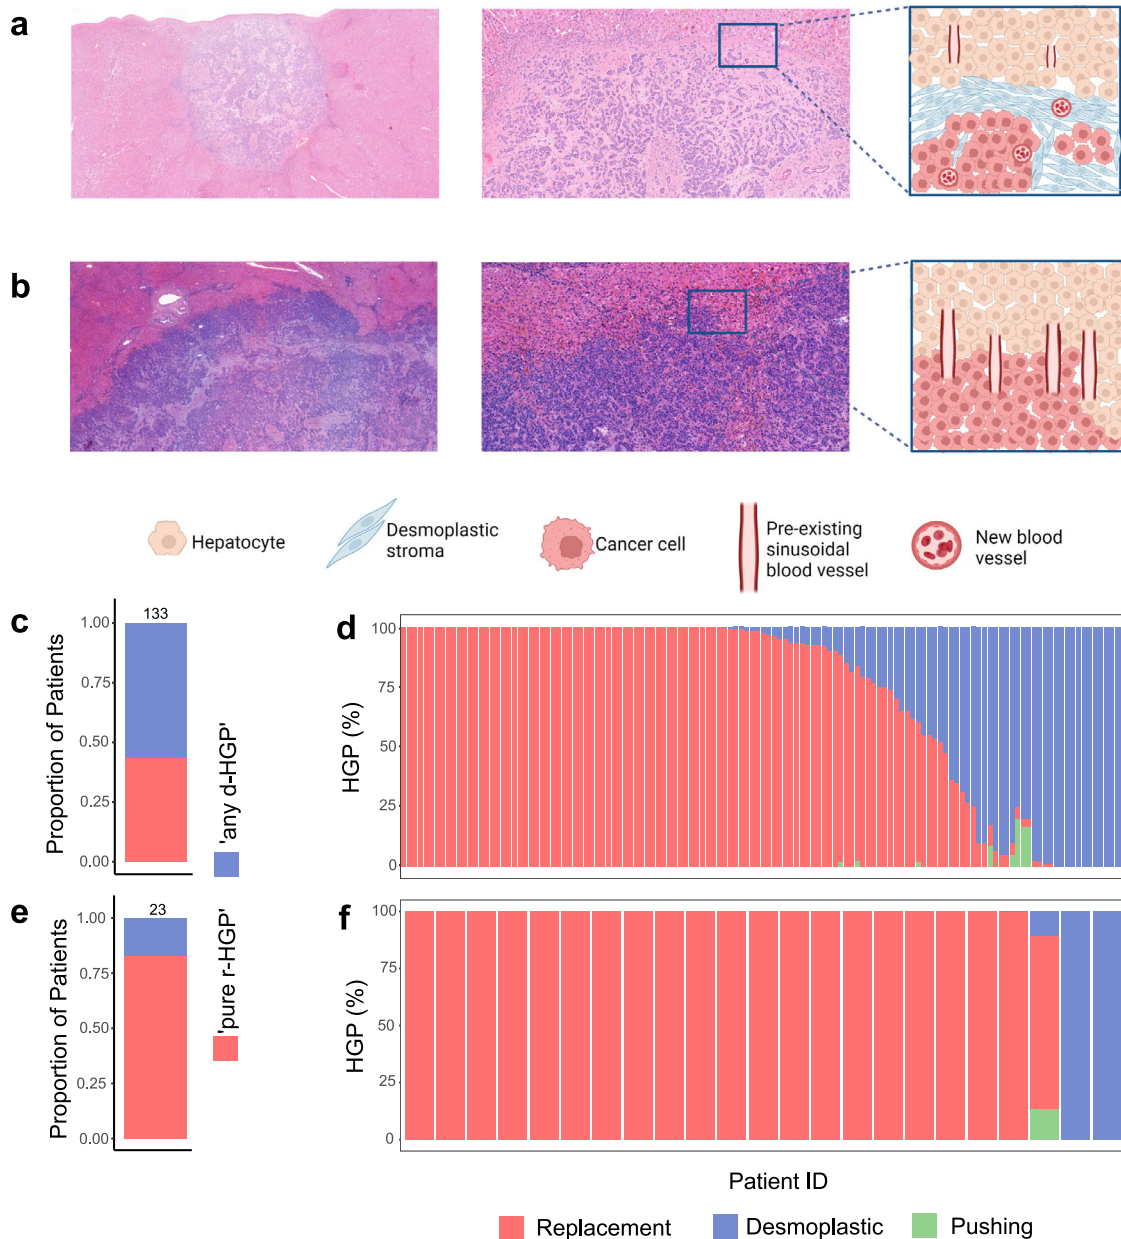 a
b
Hepatocyte
Desmoplastic
stroma
Cancer cell
Pre-existing
sinusoidal
blood vessel
New blood
vessel
c
133
Proportion of Patients
1.00
0.75
0.50
0.25
0.00
'any d-HGP'
d
HGP (%)
100
75
50
25
0
e
23
Proportion of Patients
1.00
0.75
0.50
0.25
0.00
'pure r-HGP'
f
HGP (%)
100
75
50
25
0
Patient ID
Replacement
Desmoplastic
Pushing